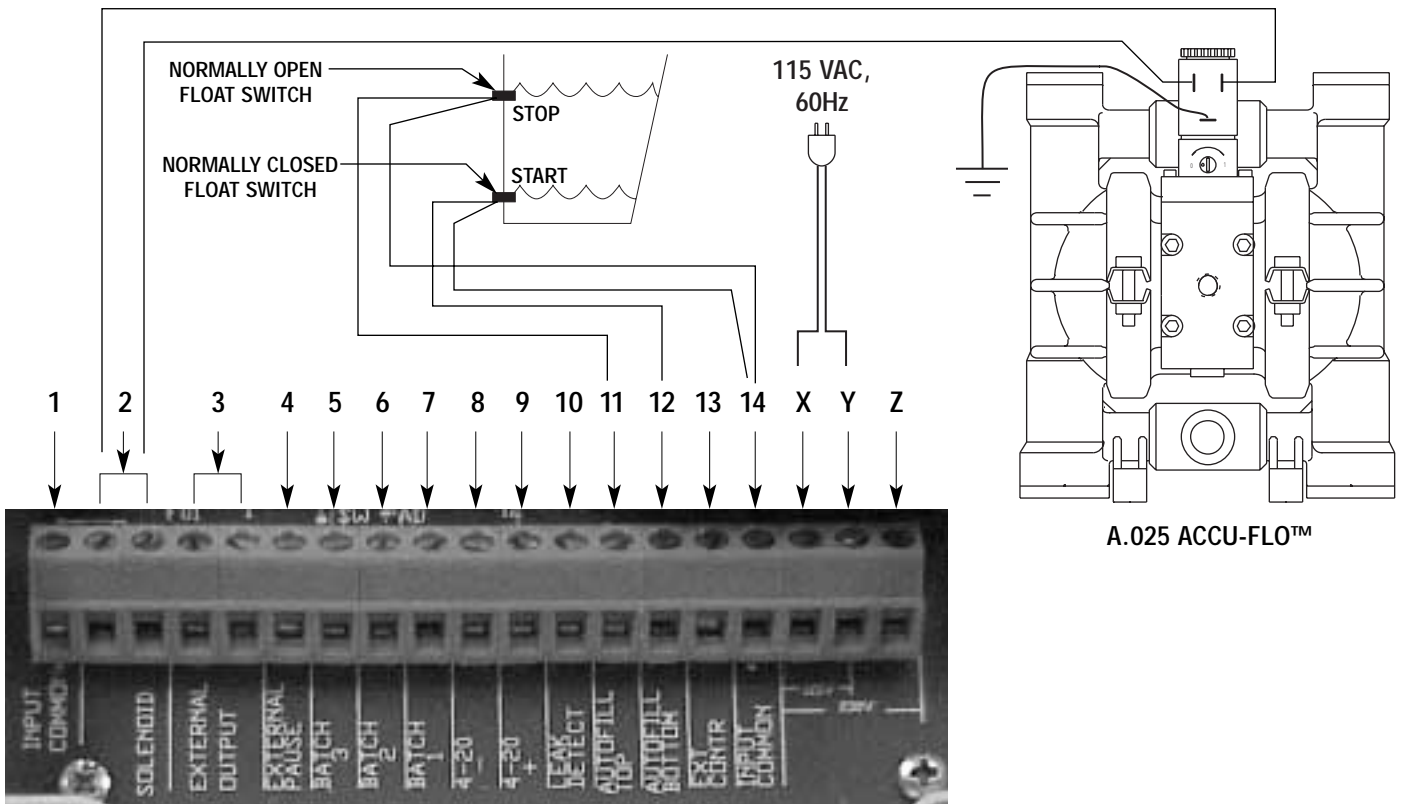 NORMALLY OPEN
FLOAT SWITCH
STOP
NORMALLY CLOSED
FLOAT SWITCH
START
115 VAC,
60Hz
0 1
A.025 ACCU-FLO™
1 2 3 4 5 6 7 8 9 10 11 12 13 14 X Y Z
INPUT
SOLENOID
EXTERNAL
OUTPUT
EXTERNAL
PAUSE
BATCH
3
BATCH
2
BATCH
1
4-20
-
4-20
+
LEAK
DETECT
AUTOFILL
TOP
AUTOFILL
BOTTOM
EXT
CONTR
INPUT
COMMON